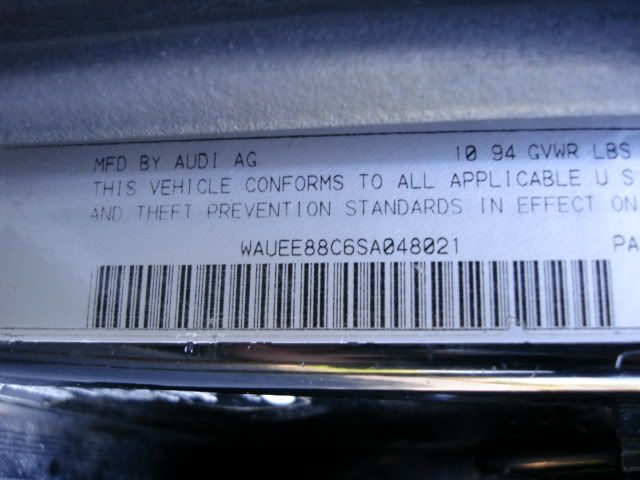 MFD BY AUDI AG 10 94 GVWR LBS
THIS VEHICLE CONFORMS TO ALL APPLICABLE U S
AND THEFT PREVENTION STANDARDS IN EFFECT ON
WAUEE88C6SA048021 PA